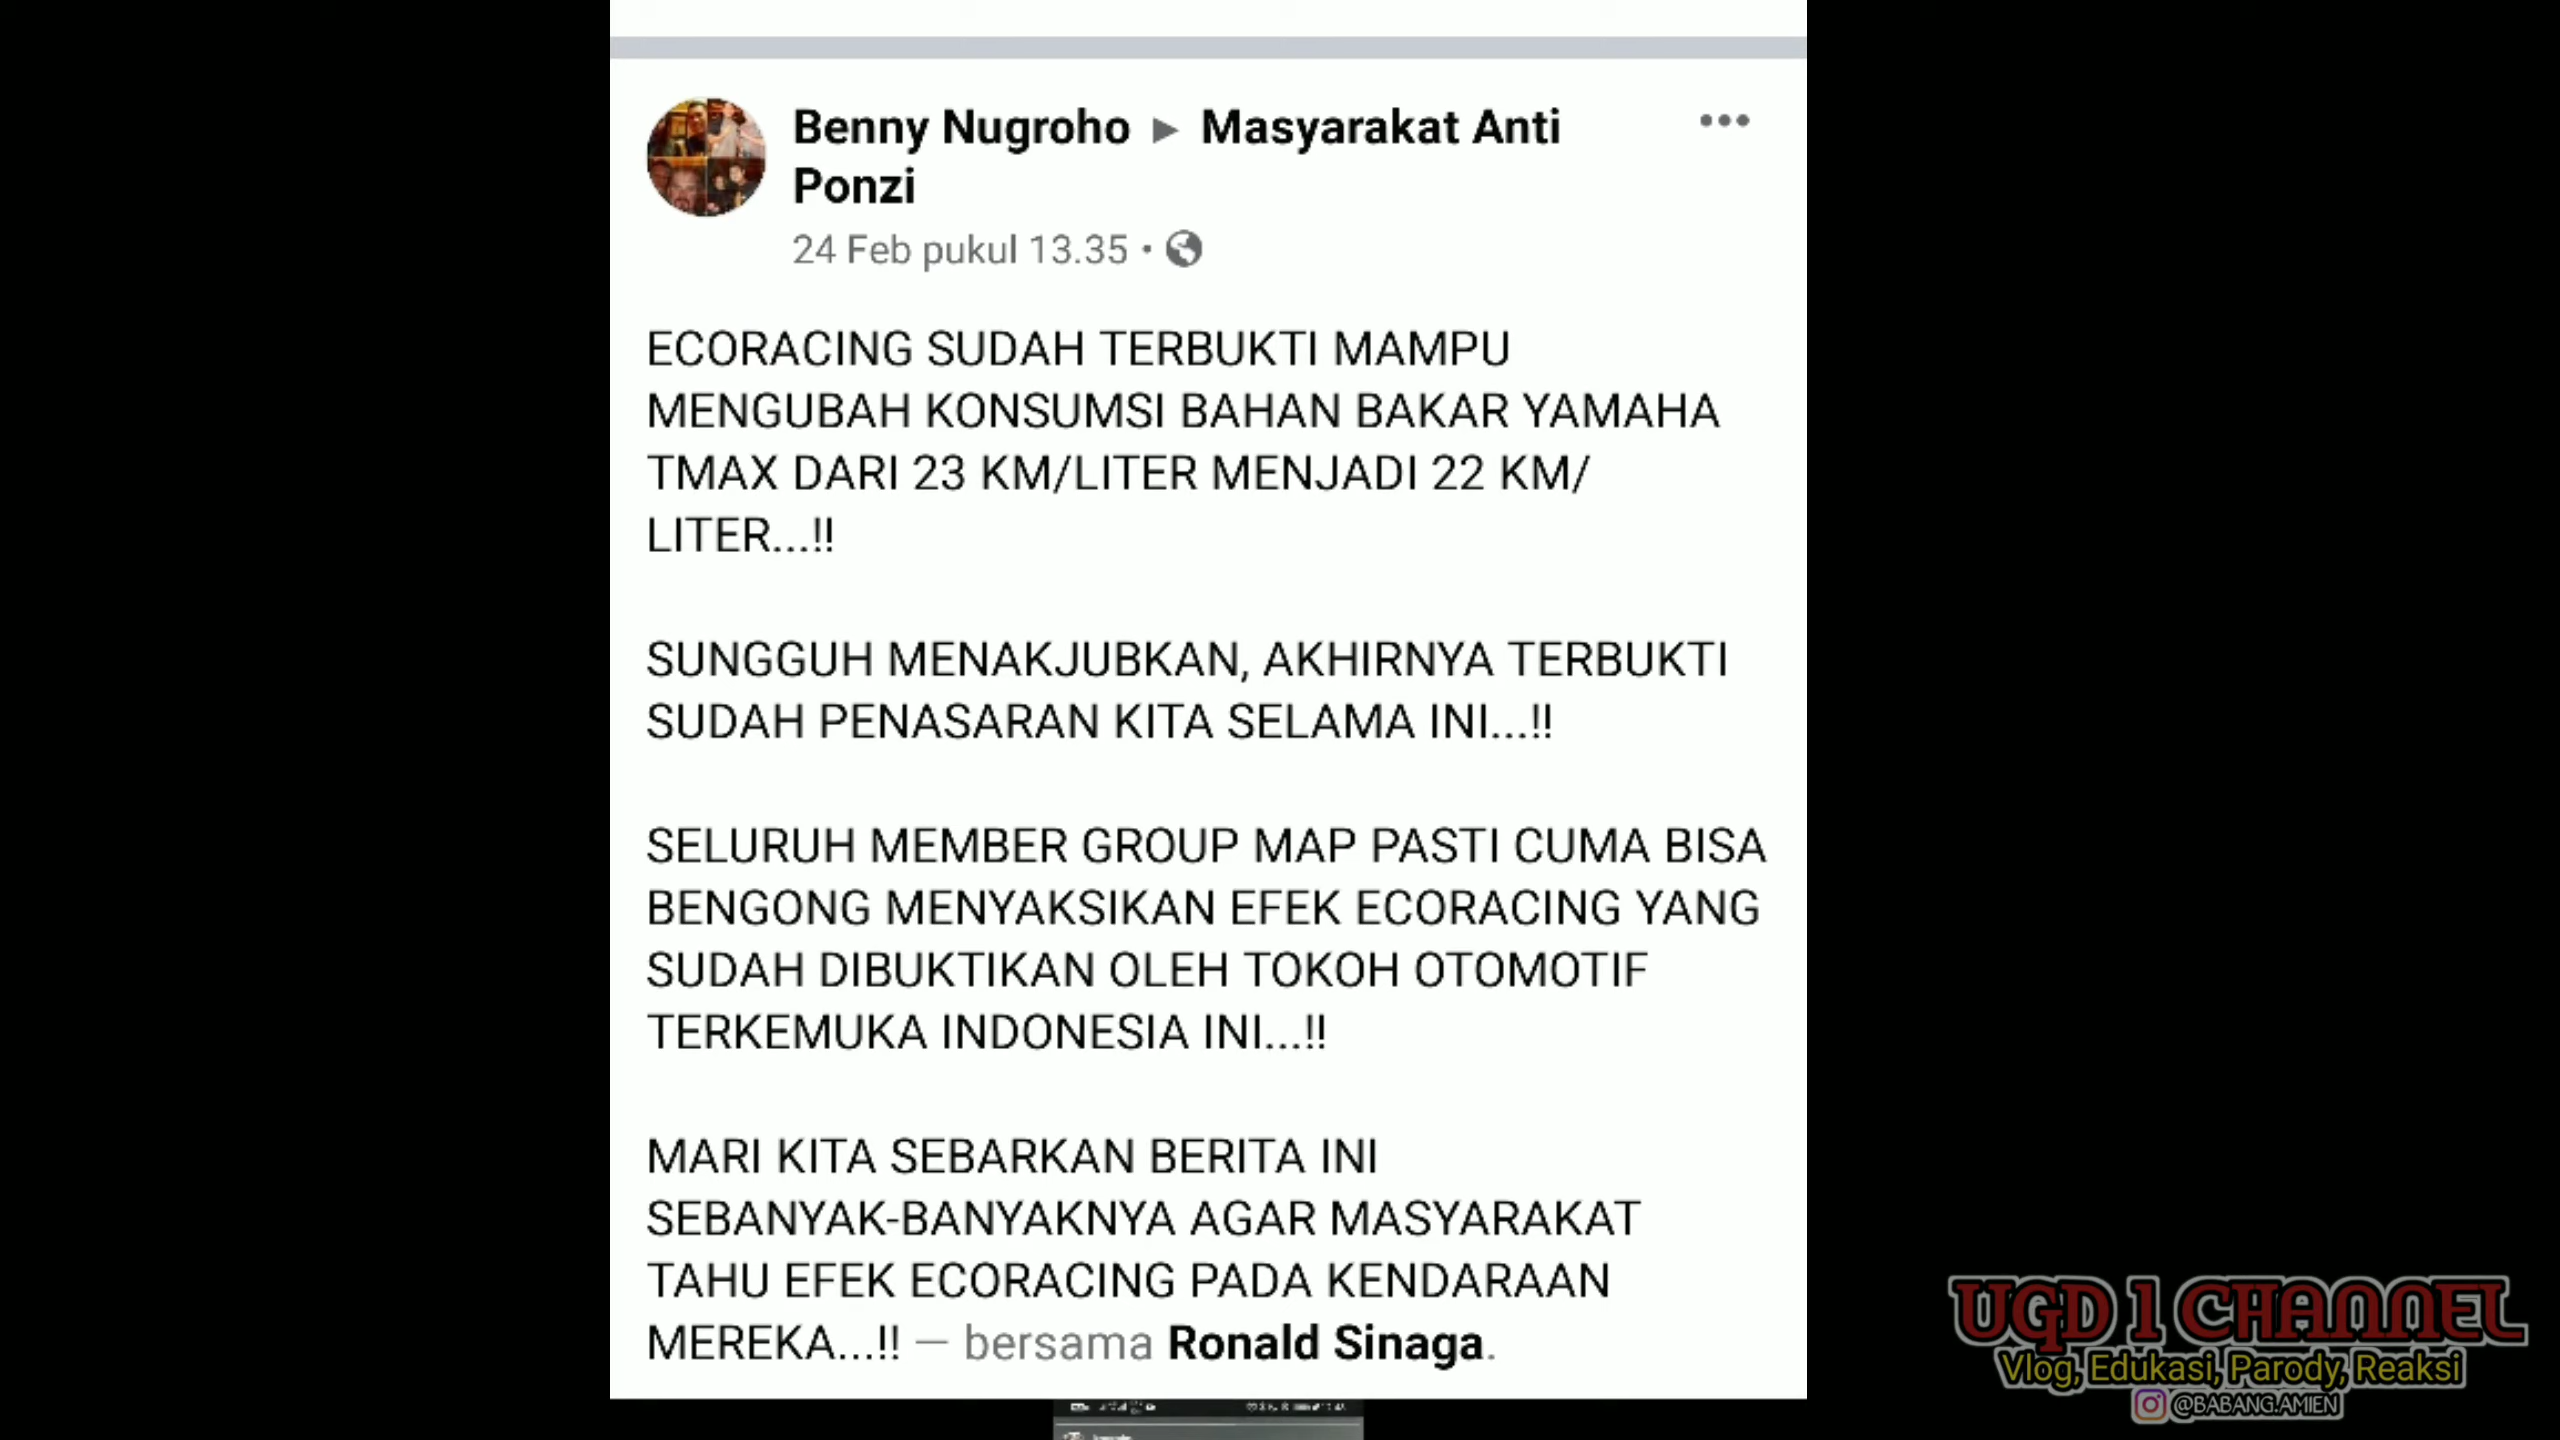 Benny Nugroho ▸ Masyarakat Anti
Ponzi
24 Feb pukul 13.35 •
ECORACING SUDAH TERBUKTI MAMPU
MENGUBAH KONSUMSI BAHAN BAKAR YAMAHA
TMAX DARI 23 KM/LITER MENJADI 22 KM/
LITER...!!
SUNGGUH MENAKJUBKAN, AKHIRNYA TERBUKTI
SUDAH PENASARAN KITA SELAMA INI...!!
SELURUH MEMBER GROUP MAP PASTI CUMA BISA
BENGONG MENYAKSIKAN EFEK ECORACING YANG
SUDAH DIBUKTIKAN OLEH TOKOH OTOMOTIF
TERKEMUKA INDONESIA INI...!!
MARI KITA SEBARKAN BERITA INI
SEBANYAK-BANYAKNYA AGAR MASYARAKAT
TAHU EFEK ECORACING PADA KENDARAAN
MEREKA...!! — bersama Ronald Sinaga.
UGD 1 CHANNEL
Vlog, Edukasi, Parody, Reaksi
@BABANG.AMIEN